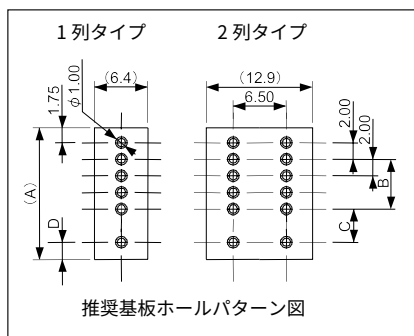 1列タイプ 2列タイプ
(6.4) (12.9)
6.50
1.75
φ1.00
2.00
2.00
(A)
D
B
C
推奨基板ホールパターン図